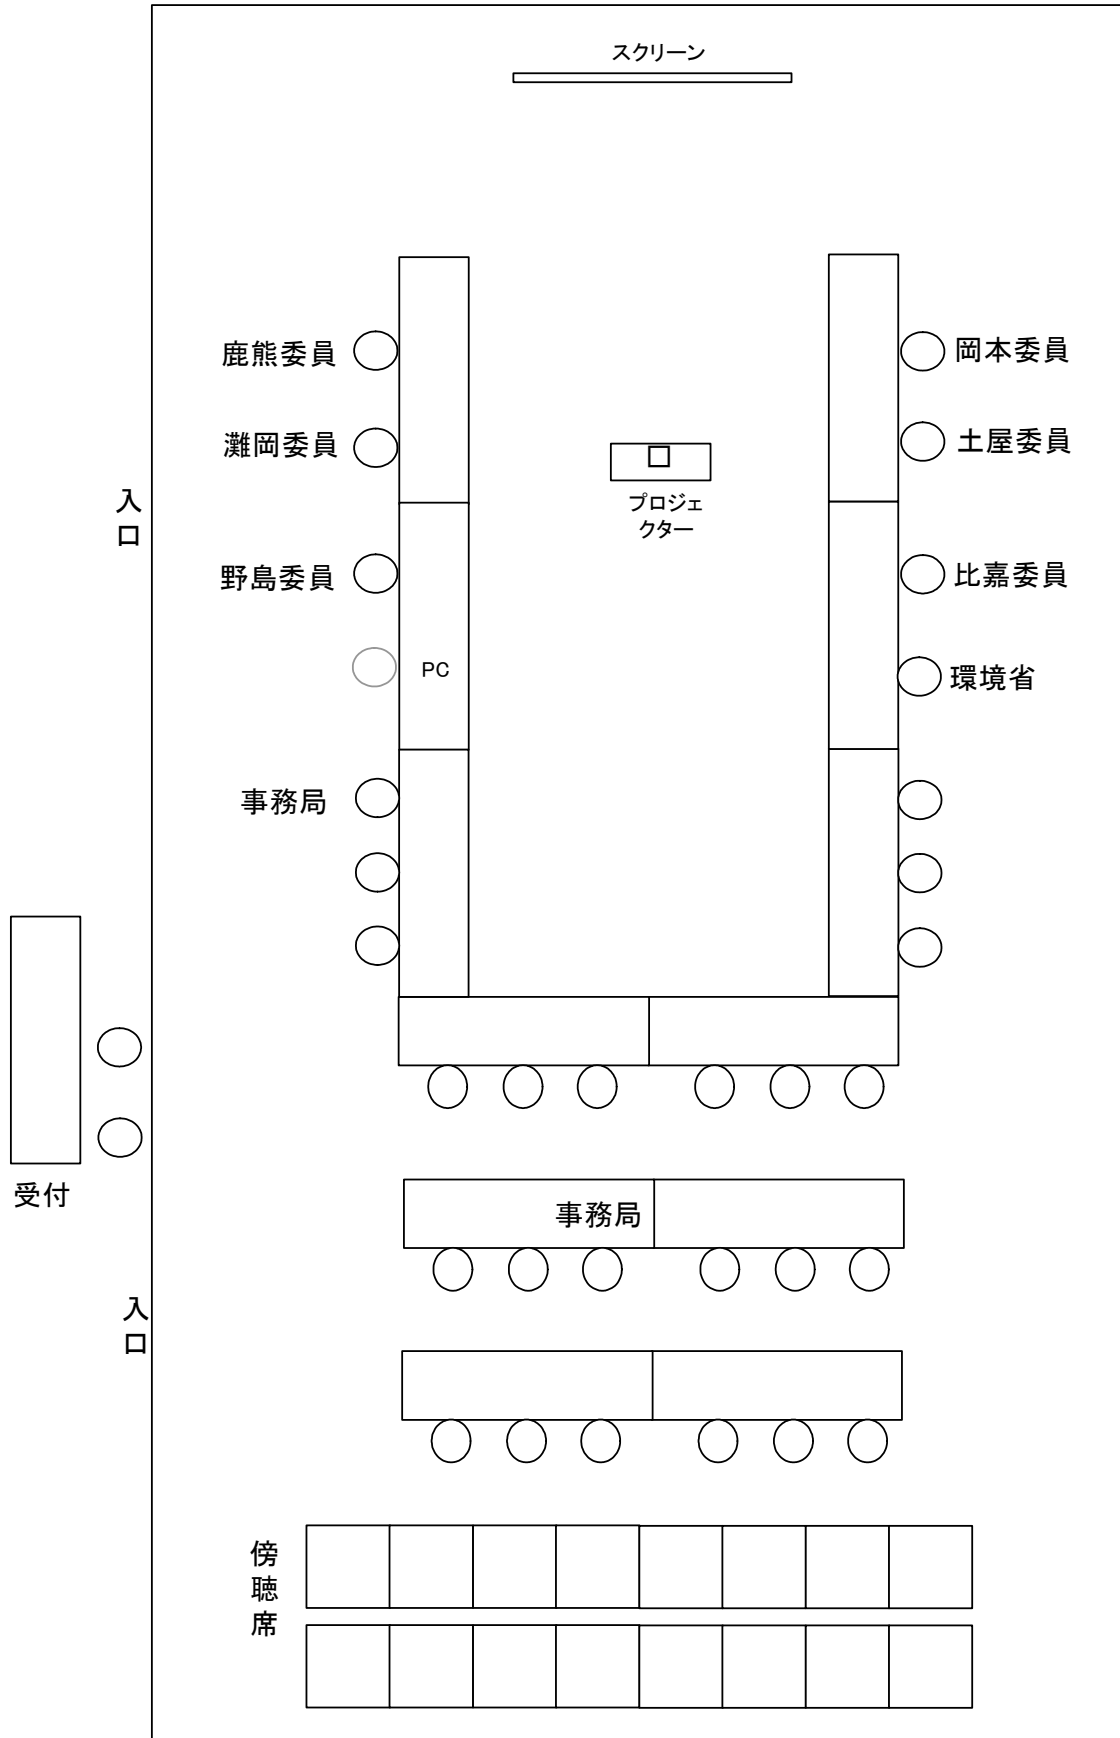 スクリーン
鹿熊委員
岡本委員
灘岡委員
土屋委員
入口
プロジェ
クター
野島委員
比嘉委員
PC
環境省
事務局
受付
事務局
入口
傍聴席